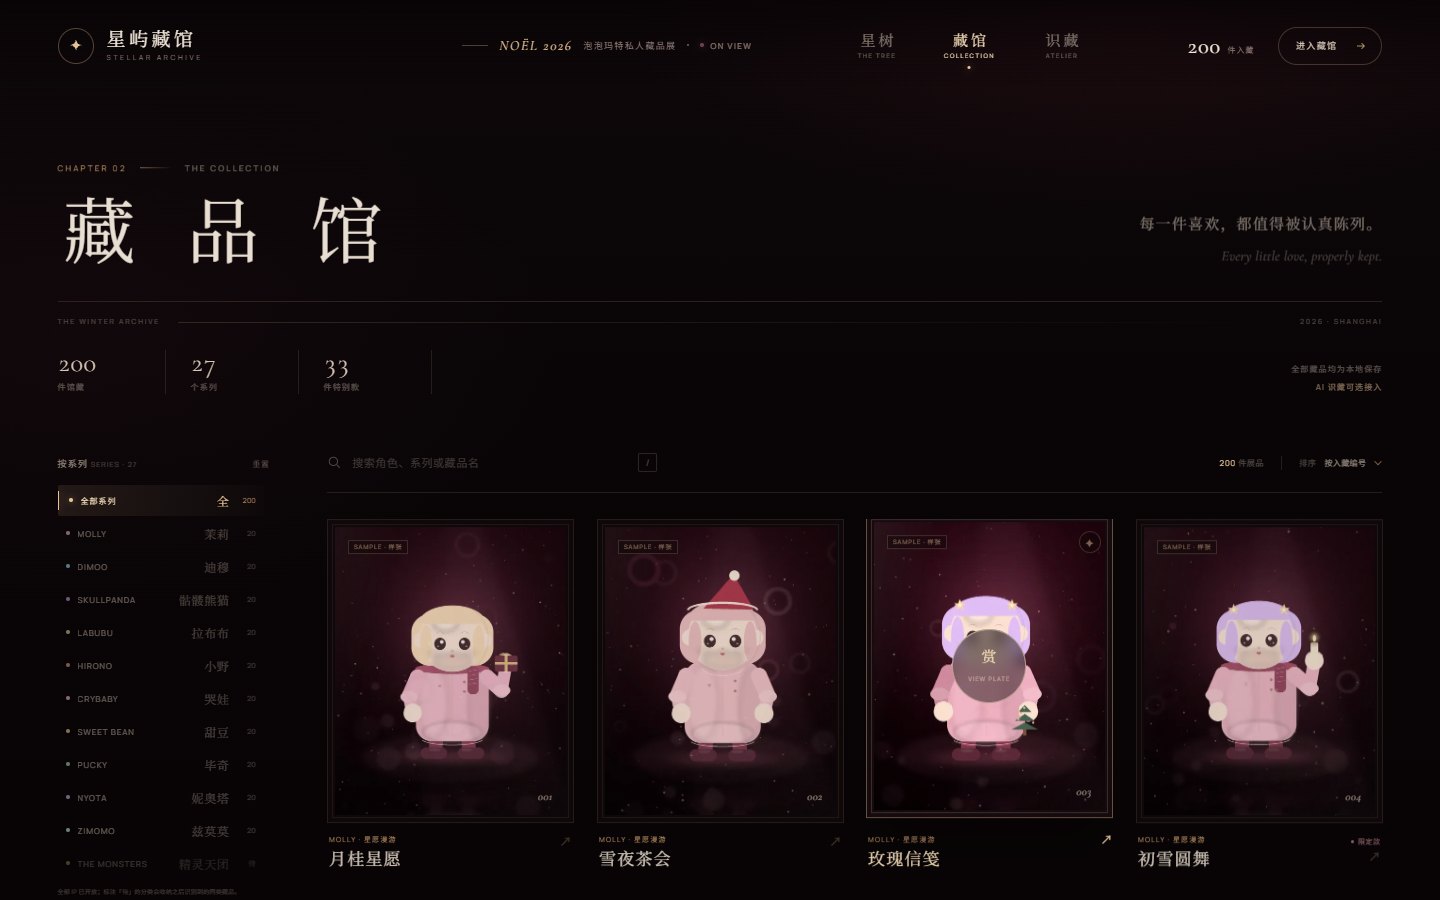 星屿藏馆
STELLAR ARCHIVE
NOËL 2026 泡泡玛特私人藏品展 · ON VIEW
星树
THE TREE
藏馆
COLLECTION
识藏
ATELIER
200 件入藏
进入藏馆 →
CHAPTER 02 THE COLLECTION
藏品馆
每一件喜欢，都值得被认真陈列。
Every little love, properly kept.
THE WINTER ARCHIVE
2026 · SHANGHAI
200
件馆藏
27
个系列
33
件特别款
全部藏品均为本地保存
AI 识藏可选接入
按系列 SERIES · 27 重置
全部系列 全 200
MOLLY 茉莉 20
DIMOO 迪穆 20
SKULLPANDA 骷髅熊猫 20
LABUBU 拉布布 20
HIRONO 小野 20
CRYBABY 哭娃 20
SWEET BEAN 甜豆 20
PUCKY 毕奇 20
NYOTA 妮奥塔 20
ZIMOMO 兹莫莫 20
THE MONSTERS 精灵天团
搜索角色、系列或藏品名 /
200 件展品
排序 按入藏编号
SAMPLE · 样张
001
MOLLY · 星愿漫游
月桂星愿
SAMPLE · 样张
002
MOLLY · 星愿漫游
雪夜茶会
SAMPLE · 样张
赏
VIEW PLATE
003
MOLLY · 星愿漫游
玫瑰信笺
SAMPLE · 样张
004
MOLLY · 星愿漫游
限定款
初雪圆舞